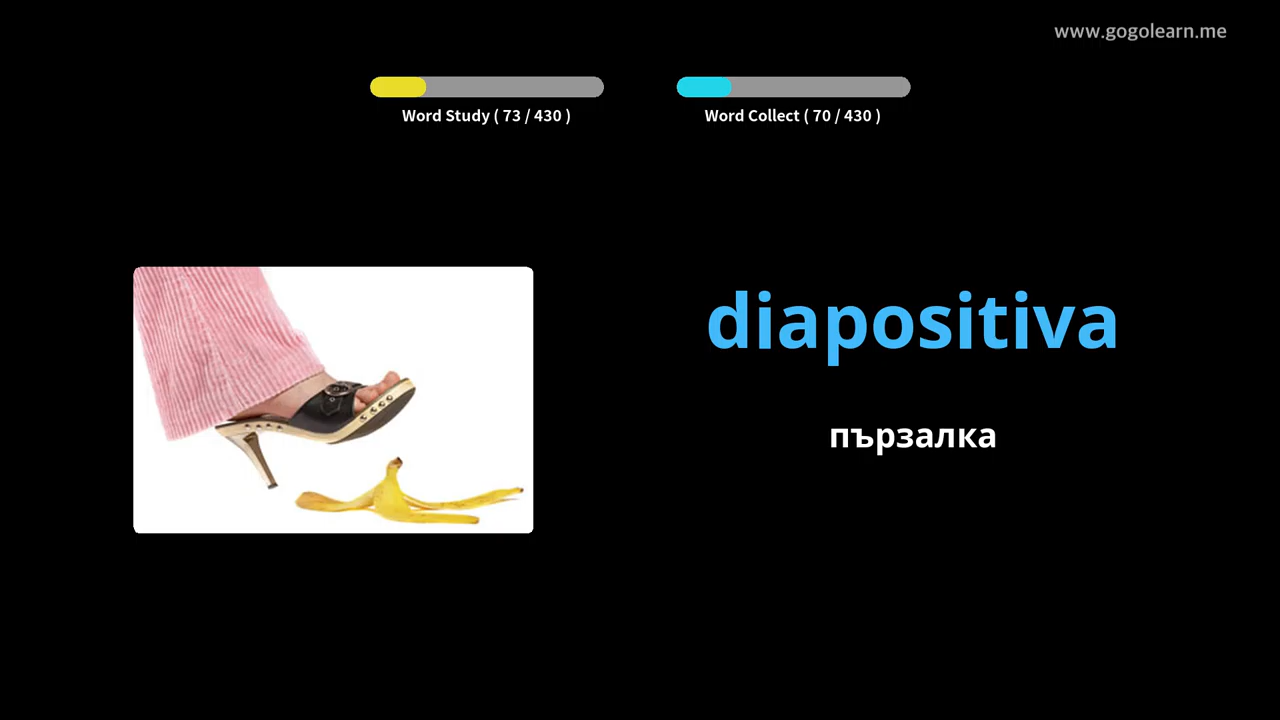 www.gogolearn.me
Word Study ( 73 / 430 )
Word Collect ( 70 / 430 )
diapositiva
пързалка